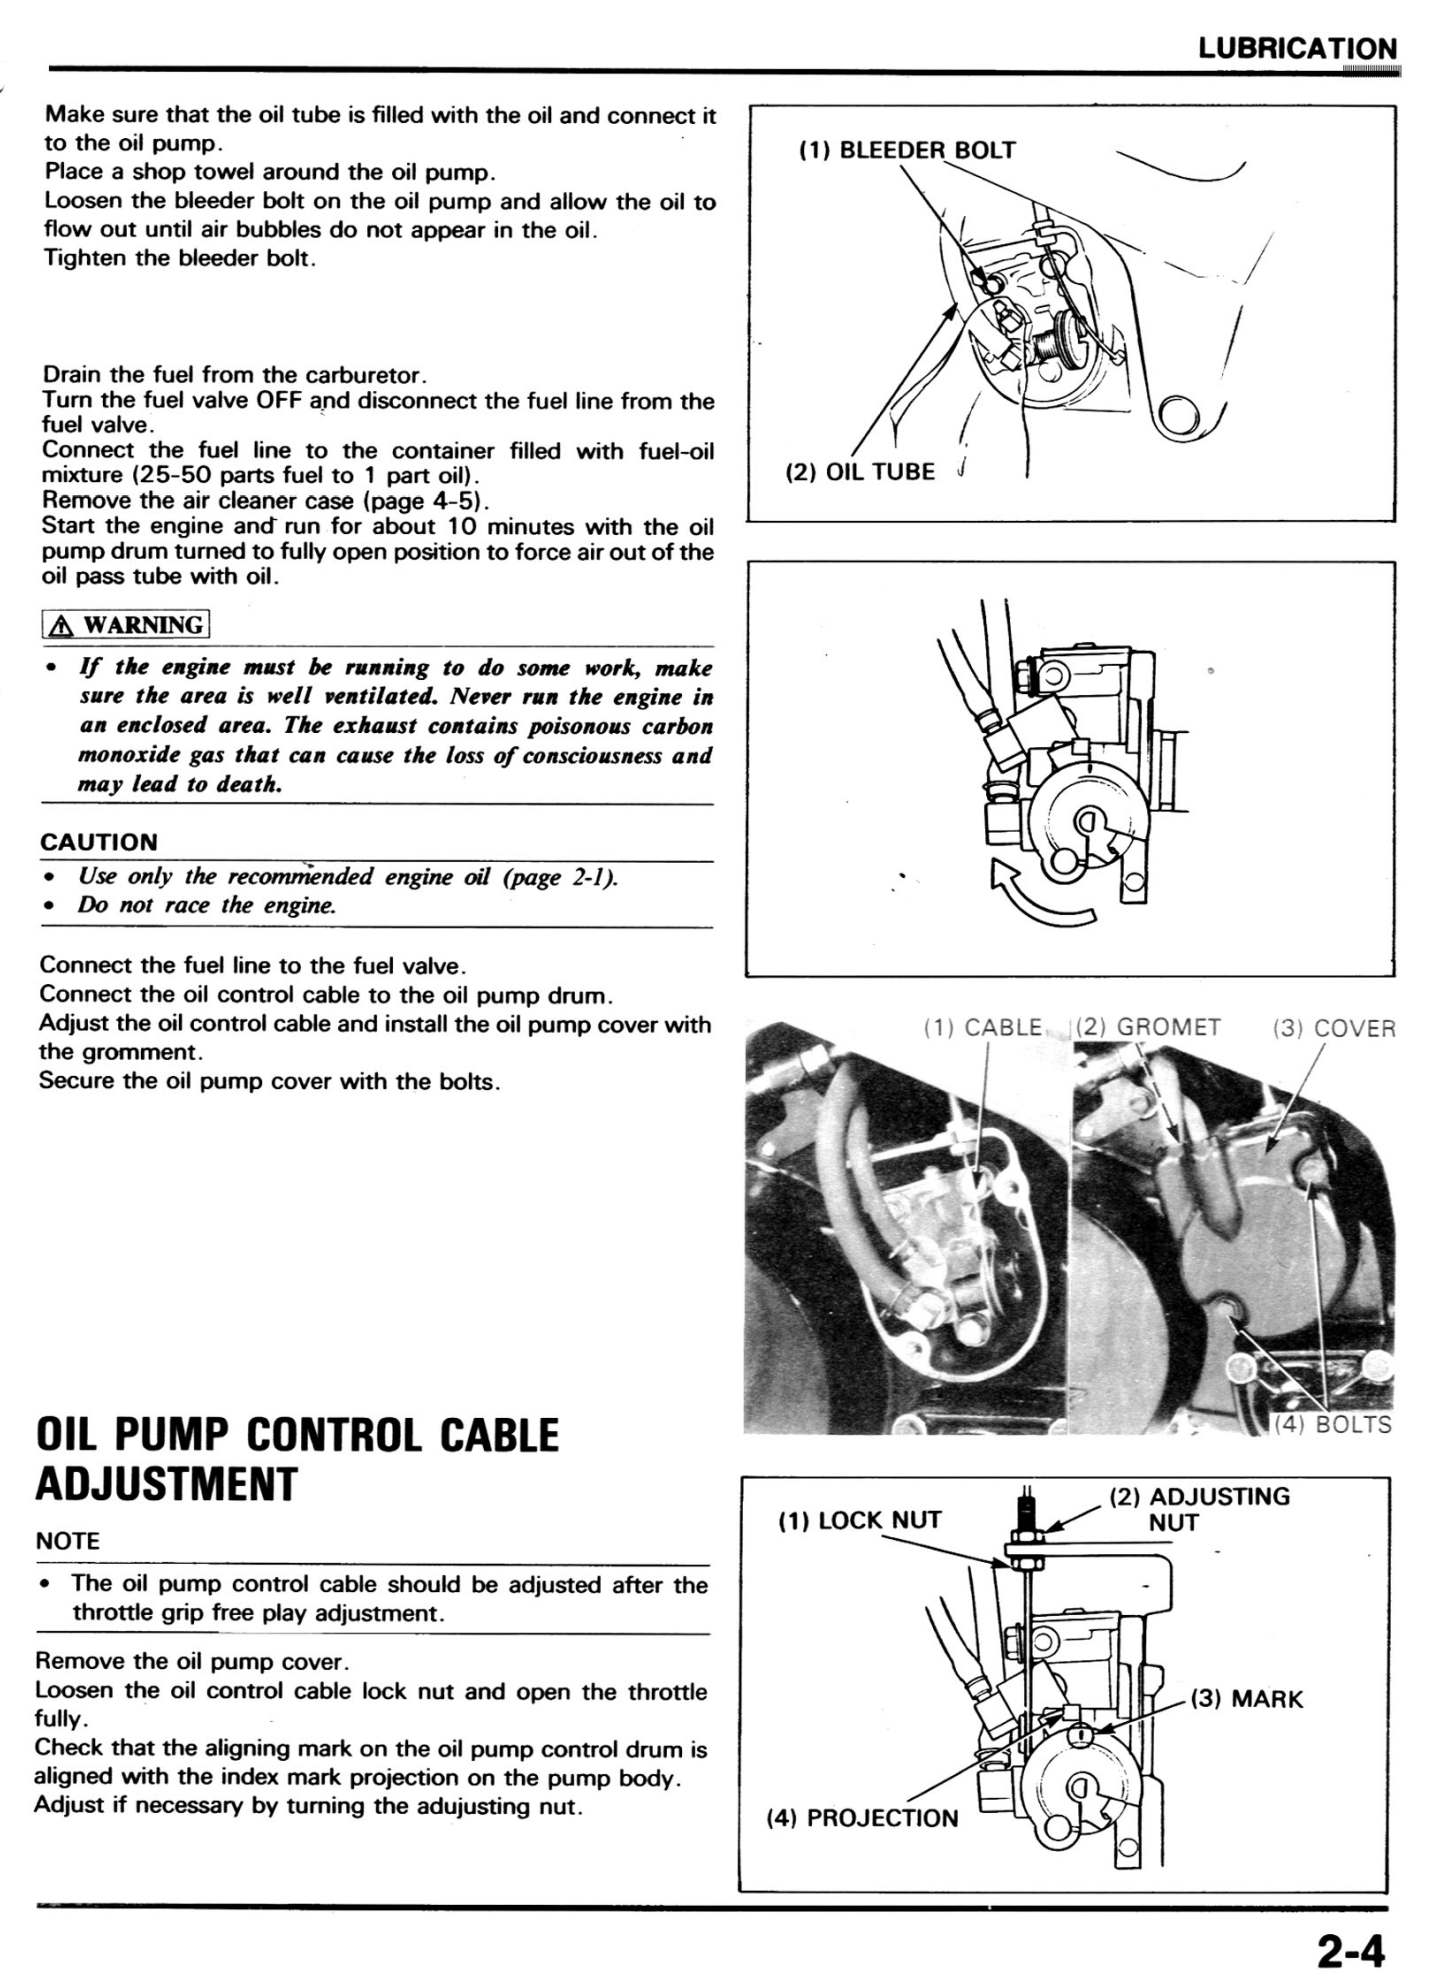 LUBRICATION
Make sure that the oil tube is filled with the oil and connect it
to the oil pump.
Place a shop towel around the oil pump.
Loosen the bleeder bolt on the oil pump and allow the oil to
flow out until air bubbles do not appear in the oil.
Tighten the bleeder bolt.
(1) BLEEDER BOLT
(2) OIL TUBE
Drain the fuel from the carburetor.
Turn the fuel valve OFF and disconnect the fuel line from the
fuel valve.
Connect the fuel line to the container filled with fuel-oil
mixture (25-50 parts fuel to 1 part oil).
Remove the air cleaner case (page 4-5).
Start the engine and run for about 10 minutes with the oil
pump drum turned to fully open position to force air out of the
oil pass tube with oil.
⚠ WARNING
• If the engine must be running to do some work, make
sure the area is well ventilated. Never run the engine in
an enclosed area. The exhaust contains poisonous carbon
monoxide gas that can cause the loss of consciousness and
may lead to death.
CAUTION
• Use only the recommended engine oil (page 2-1).
• Do not race the engine.
Connect the fuel line to the fuel valve.
Connect the oil control cable to the oil pump drum.
Adjust the oil control cable and install the oil pump cover with
the gromment.
Secure the oil pump cover with the bolts.
(1) CABLE (2) GROMET (3) COVER
(4) BOLTS
OIL PUMP CONTROL CABLE
ADJUSTMENT
NOTE
• The oil pump control cable should be adjusted after the
throttle grip free play adjustment.
Remove the oil pump cover.
Loosen the oil control cable lock nut and open the throttle
fully.
Check that the aligning mark on the oil pump control drum is
aligned with the index mark projection on the pump body.
Adjust if necessary by turning the adujusting nut.
(1) LOCK NUT
(2) ADJUSTING
NUT
(3) MARK
(4) PROJECTION
2-4